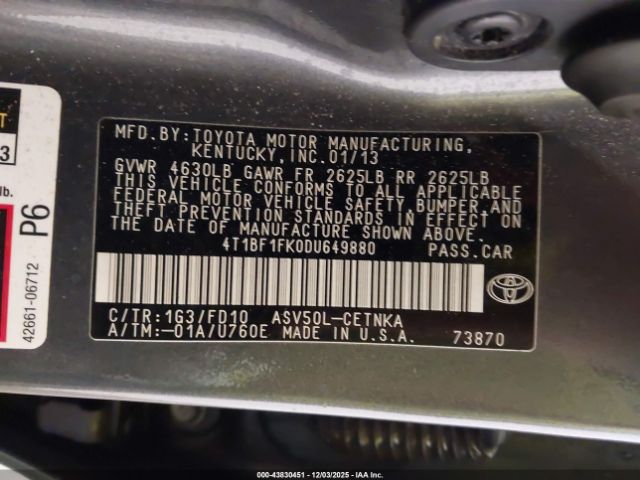 T
3
lb.
P6
42661-06712
MFD. BY: TOYOTA MOTOR MANUFACTURING,
KENTUCKY, INC. 01/13
GVWR 4630LB GAWR FR 2625LB RR 2625LB
THIS VEHICLE CONFORMS TO ALL APPLICABLE
FEDERAL MOTOR VEHICLE SAFETY, BUMPER, AND
THEFT PREVENTION STANDARDS IN EFFECT ON
THE DATE OF MANUFACTURE SHOWN ABOVE.
4T1BF1FK0DU649880 PASS. CAR
C/TR: 1G3/FD10 ASV50L-CETNKA
A/TM: -01A/U760E MADE IN U.S.A. 73870
000-43830451 - 12/03/2025 - IAA Inc.